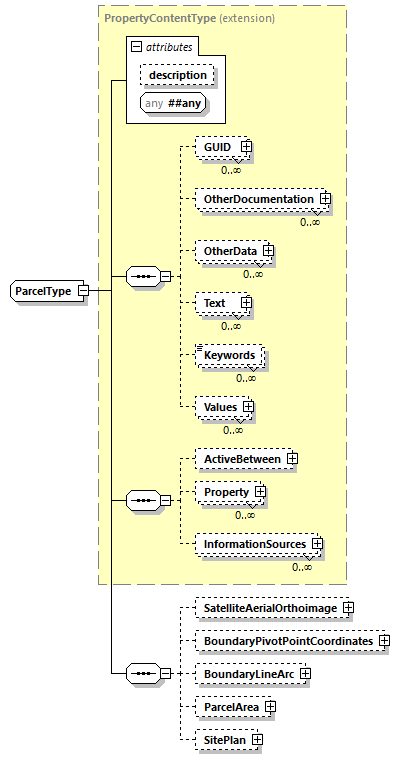 PropertyContentType (extension)
attributes
description
any ##any
GUID
0..∞
OtherDocumentation
0..∞
OtherData
0..∞
ParcelType
Text
0..∞
Keywords
0..∞
Values
0..∞
ActiveBetween
Property
0..∞
InformationSources
0..∞
SatelliteAerialOrthoimage
BoundaryPivotPointCoordinates
BoundaryLineArc
ParcelArea
SitePlan